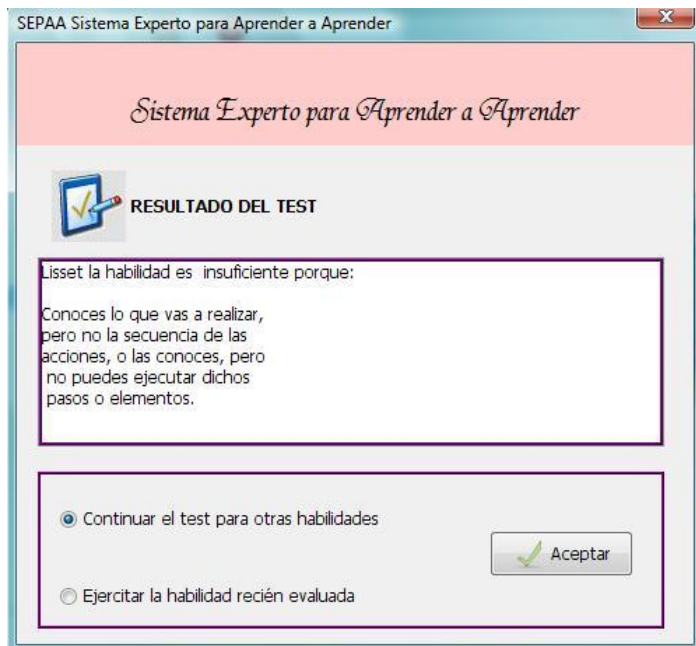 SEPAA Sistema Experto para Aprender a Aprender
Sistema Experto para Aprender a Aprender
RESULTADO DEL TEST
Lisset la habilidad es  insuficiente porque:
Conoces lo que vas a realizar,
pero no la secuencia de las
acciones, o las conoces, pero
no puedes ejecutar dichos
pasos o elementos.
Continuar el test para otras habilidades
Aceptar
Ejercitar la habilidad recién evaluada